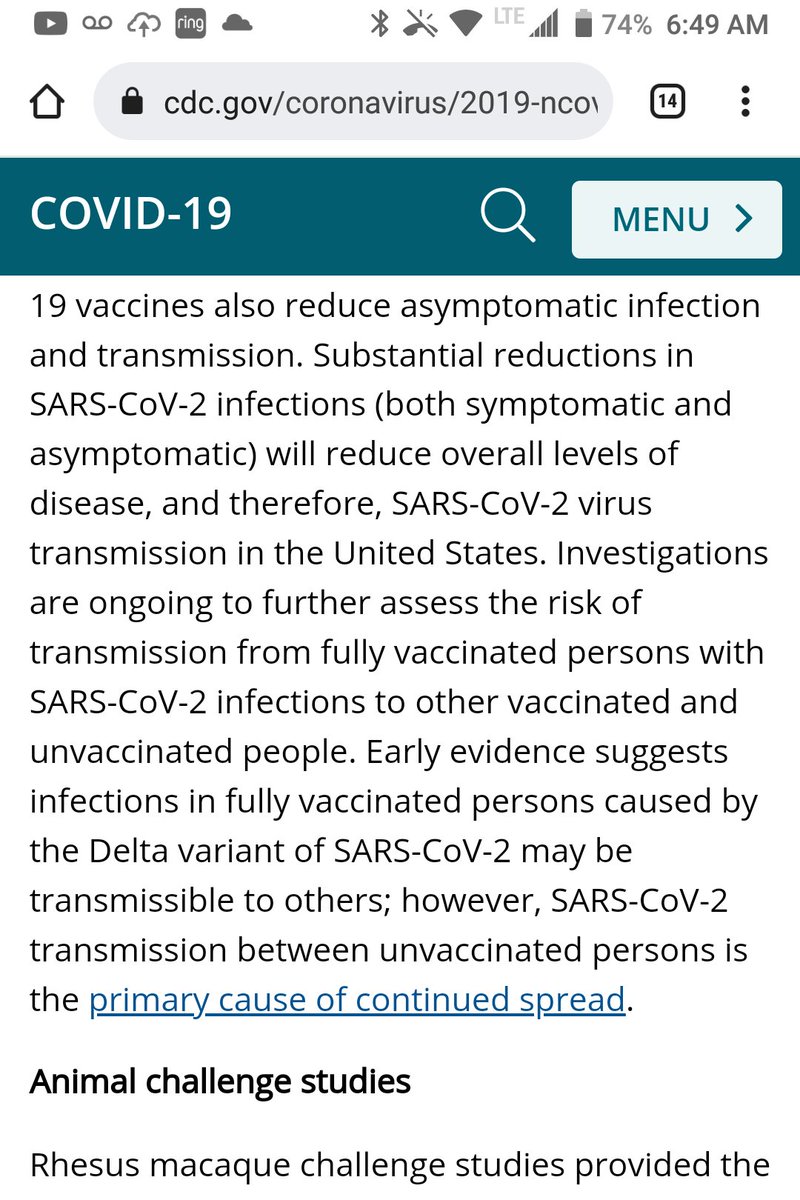 ring
LTE
74% 6:49 AM
cdc.gov/coronavirus/2019-ncov
14
COVID-19
MENU
19 vaccines also reduce asymptomatic infection
and transmission. Substantial reductions in
SARS-CoV-2 infections (both symptomatic and
asymptomatic) will reduce overall levels of
disease, and therefore, SARS-CoV-2 virus
transmission in the United States. Investigations
are ongoing to further assess the risk of
transmission from fully vaccinated persons with
SARS-CoV-2 infections to other vaccinated and
unvaccinated people. Early evidence suggests
infections in fully vaccinated persons caused by
the Delta variant of SARS-CoV-2 may be
transmissible to others; however, SARS-CoV-2
transmission between unvaccinated persons is
the primary cause of continued spread.
Animal challenge studies
Rhesus macaque challenge studies provided the